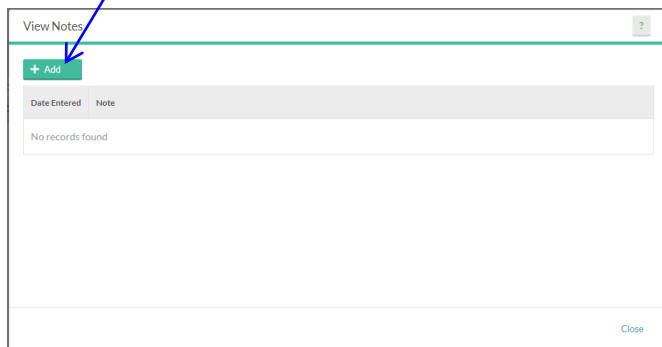 View Notes
?
+ Add
Date Entered Note
No records found
Close